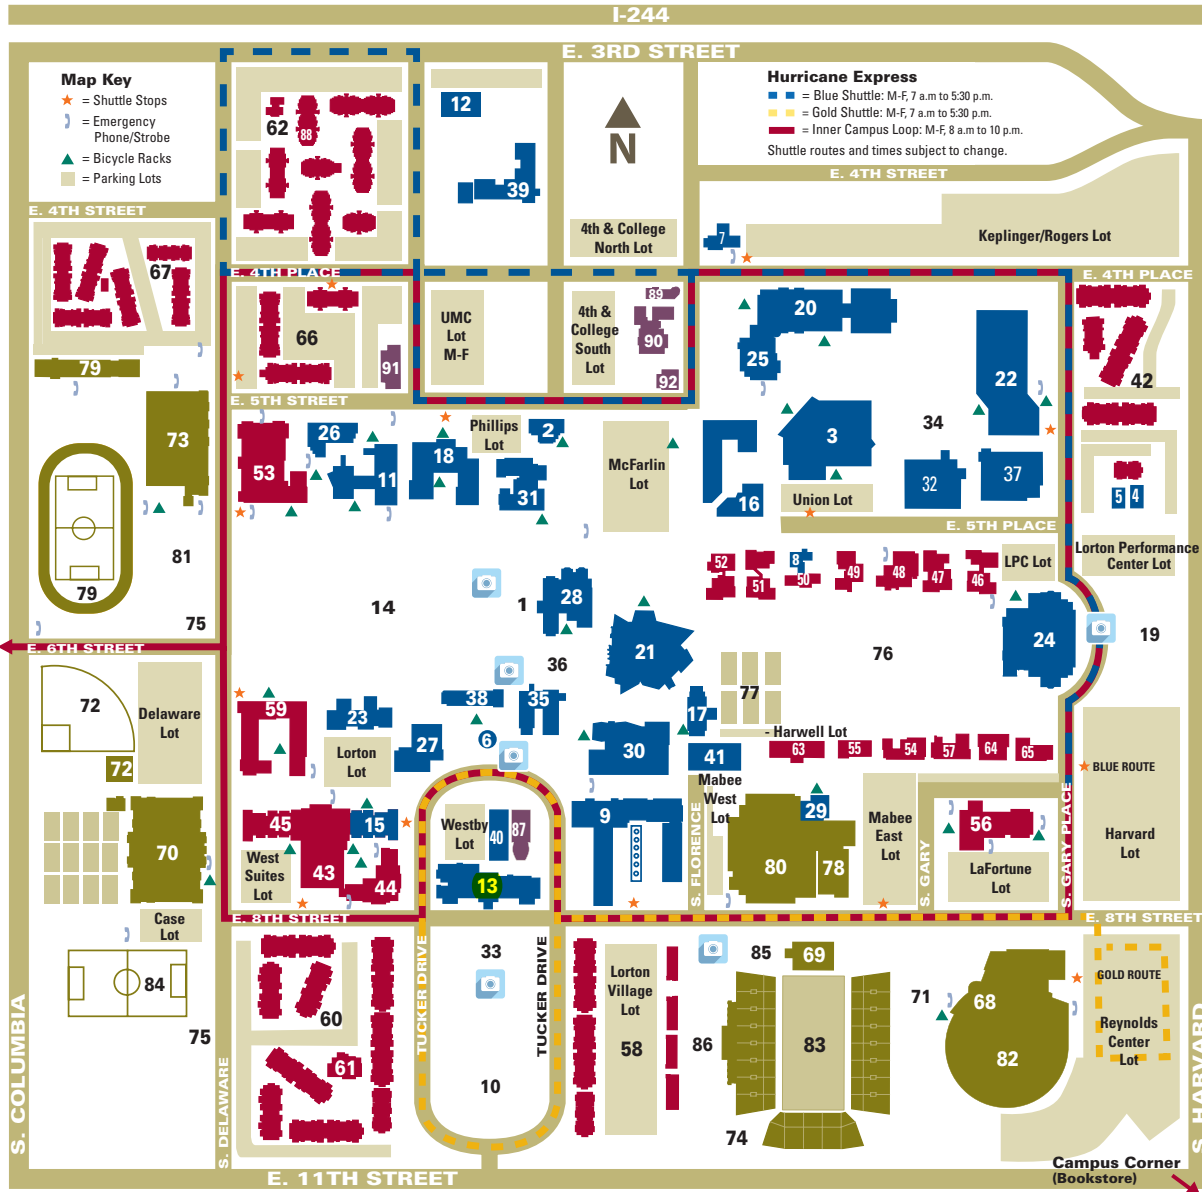 I-244
E. 3RD STREET
Map Key
= Shuttle Stops
= Emergency
Phone/Strobe
= Bicycle Racks
= Parking Lots
Hurricane Express
= Blue Shuttle: M-F, 7 a.m to 5:30 p.m.
= Gold Shuttle: M-F, 7 a.m to 5:30 p.m.
= Inner Campus Loop: M-F, 8 a.m to 10 p.m.
Shuttle routes and times subject to change.
N
12
62
88
39
E. 4TH STREET
E. 4TH STREET
4th & College
North Lot
7
Keplinger/Rogers Lot
67
E. 4TH PLACE
E. 4TH PLACE
66
91
UMC
Lot
M-F
4th &
College
South
Lot
89
90
92
20
25
22
42
79
E. 5TH STREET
73
53
26
11
18
Phillips
Lot
2
31
McFarlin
Lot
16
3
34
32
37
5
4
Union Lot
E. 5TH PLACE
79
81
75
14
1
28
52
51
8
50
49
48
47
46
LPC Lot
Lorton Performance
Center Lot
24
19
E. 6TH STREET
36
21
76
77
72
Delaware
Lot
72
59
23
38
35
17
Lorton
Lot
27
6
30
41
- Harwell Lot
63
55
54
57
64
65
BLUE ROUTE
Mabee
West
Lot
45
15
43
44
West
Suites
Lot
70
Westby
Lot
40
87
13
9
S. FLORENCE
29
80
78
Mabee
East
Lot
S. GARY
56
LaFortune
Lot
S. GARY PLACE
Harvard
Lot
Case
Lot
E. 8TH STREET
E. 8TH STREET
84
75
60
61
TUCKER DRIVE
33
10
TUCKER DRIVE
Lorton
Village
Lot
58
85
69
86
83
74
71
68
82
GOLD ROUTE
Reynolds
Center
Lot
S. COLUMBIA
S. DELAWARE
S. HARVARD
E. 11TH STREET
Campus Corner
(Bookstore)